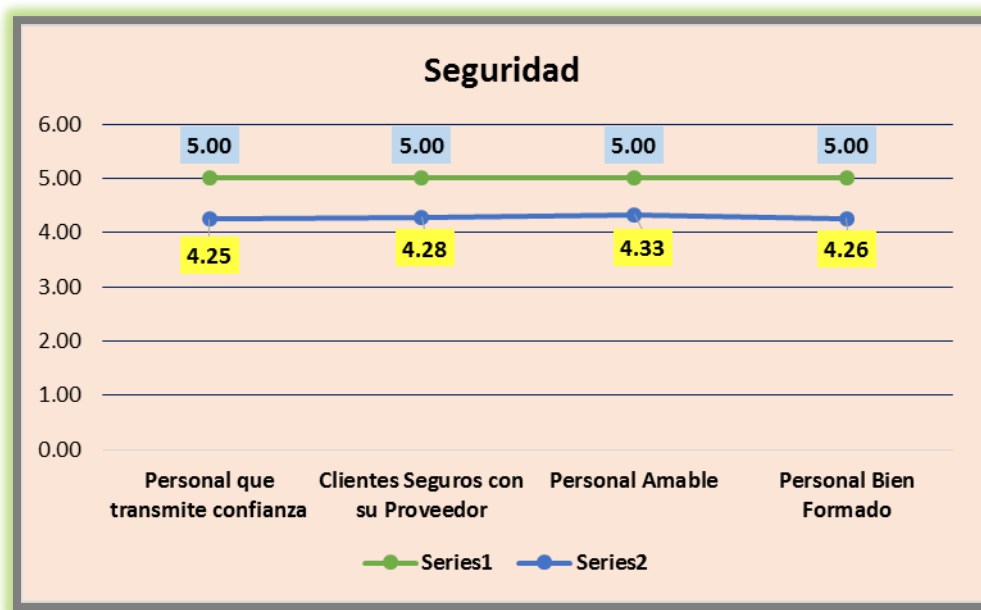 Seguridad
6.00
5.00
4.00
3.00
2.00
1.00
0.00
5.00 5.00 5.00 5.00
4.25 4.28 4.33 4.26
Personal que transmite confianza
Clientes Seguros con su Proveedor
Personal Amable
Personal Bien Formado
Series1 Series2